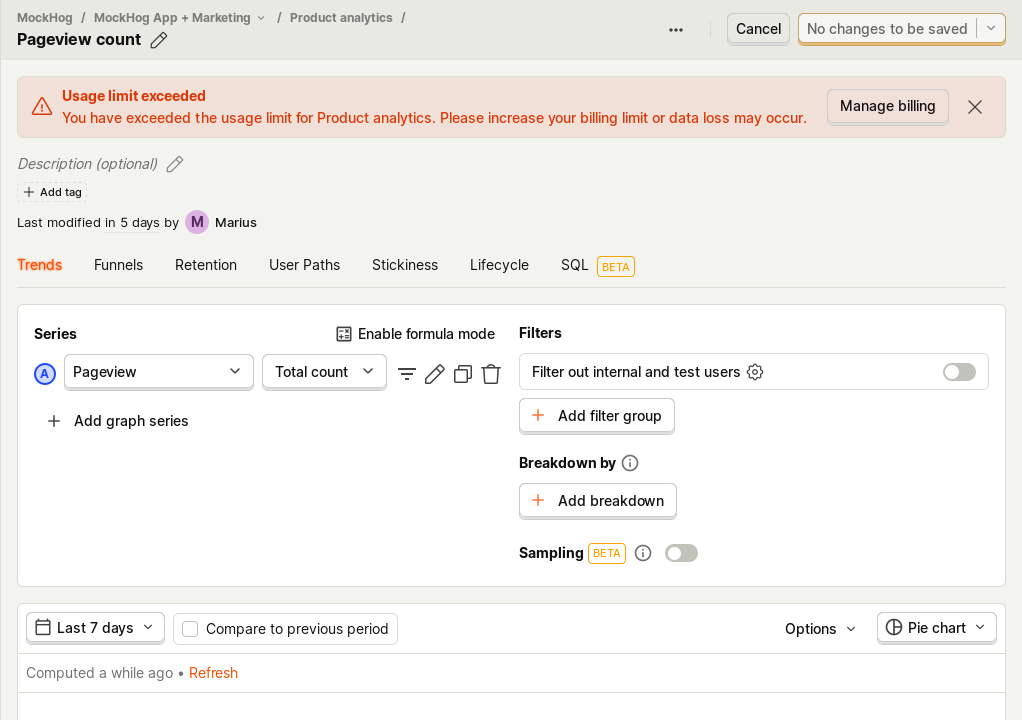 MockHog / MockHog App + Marketing / Product analytics /
Pageview count
Cancel
No changes to be saved
Usage limit exceeded
You have exceeded the usage limit for Product analytics. Please increase your billing limit or data loss may occur.
Manage billing
Description (optional)
Add tag
Last modified in 5 days by M Marius
Trends Funnels Retention User Paths Stickiness Lifecycle SQL BETA
Series
Enable formula mode
A Pageview Total count
Add graph series
Filters
Filter out internal and test users
Add filter group
Breakdown by
Add breakdown
Sampling BETA
Last 7 days Compare to previous period Options Pie chart
Computed a while ago • Refresh